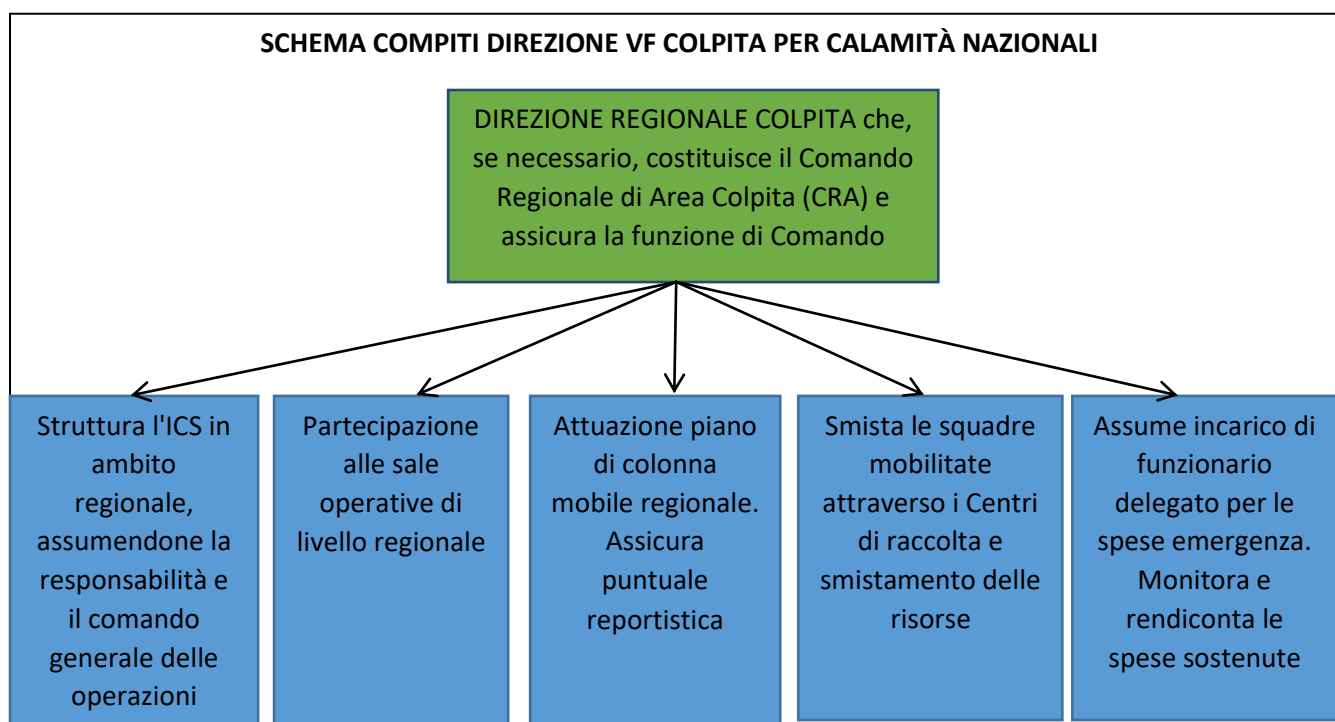 SCHEMA COMPITI DIREZIONE VF COLPITA PER CALAMITÀ NAZIONALI
DIREZIONE REGIONALE COLPITA che,
se necessario, costituisce il Comando
Regionale di Area Colpita (CRA) e
assicura la funzione di Comando
Struttura l'ICS in
ambito
regionale,
assumendone la
responsabilità e
il comando
generale delle
operazioni
Partecipazione
alle sale
operative di
livello regionale
Attuazione piano
di colonna
mobile regionale.
Assicura
puntuale
reportistica
Smista le squadre
mobilitate
attraverso i Centri
di raccolta e
smistamento delle
risorse
Assume incarico di
funzionario
delegato per le
spese emergenza.
Monitora e
rendiconta le
spese sostenute